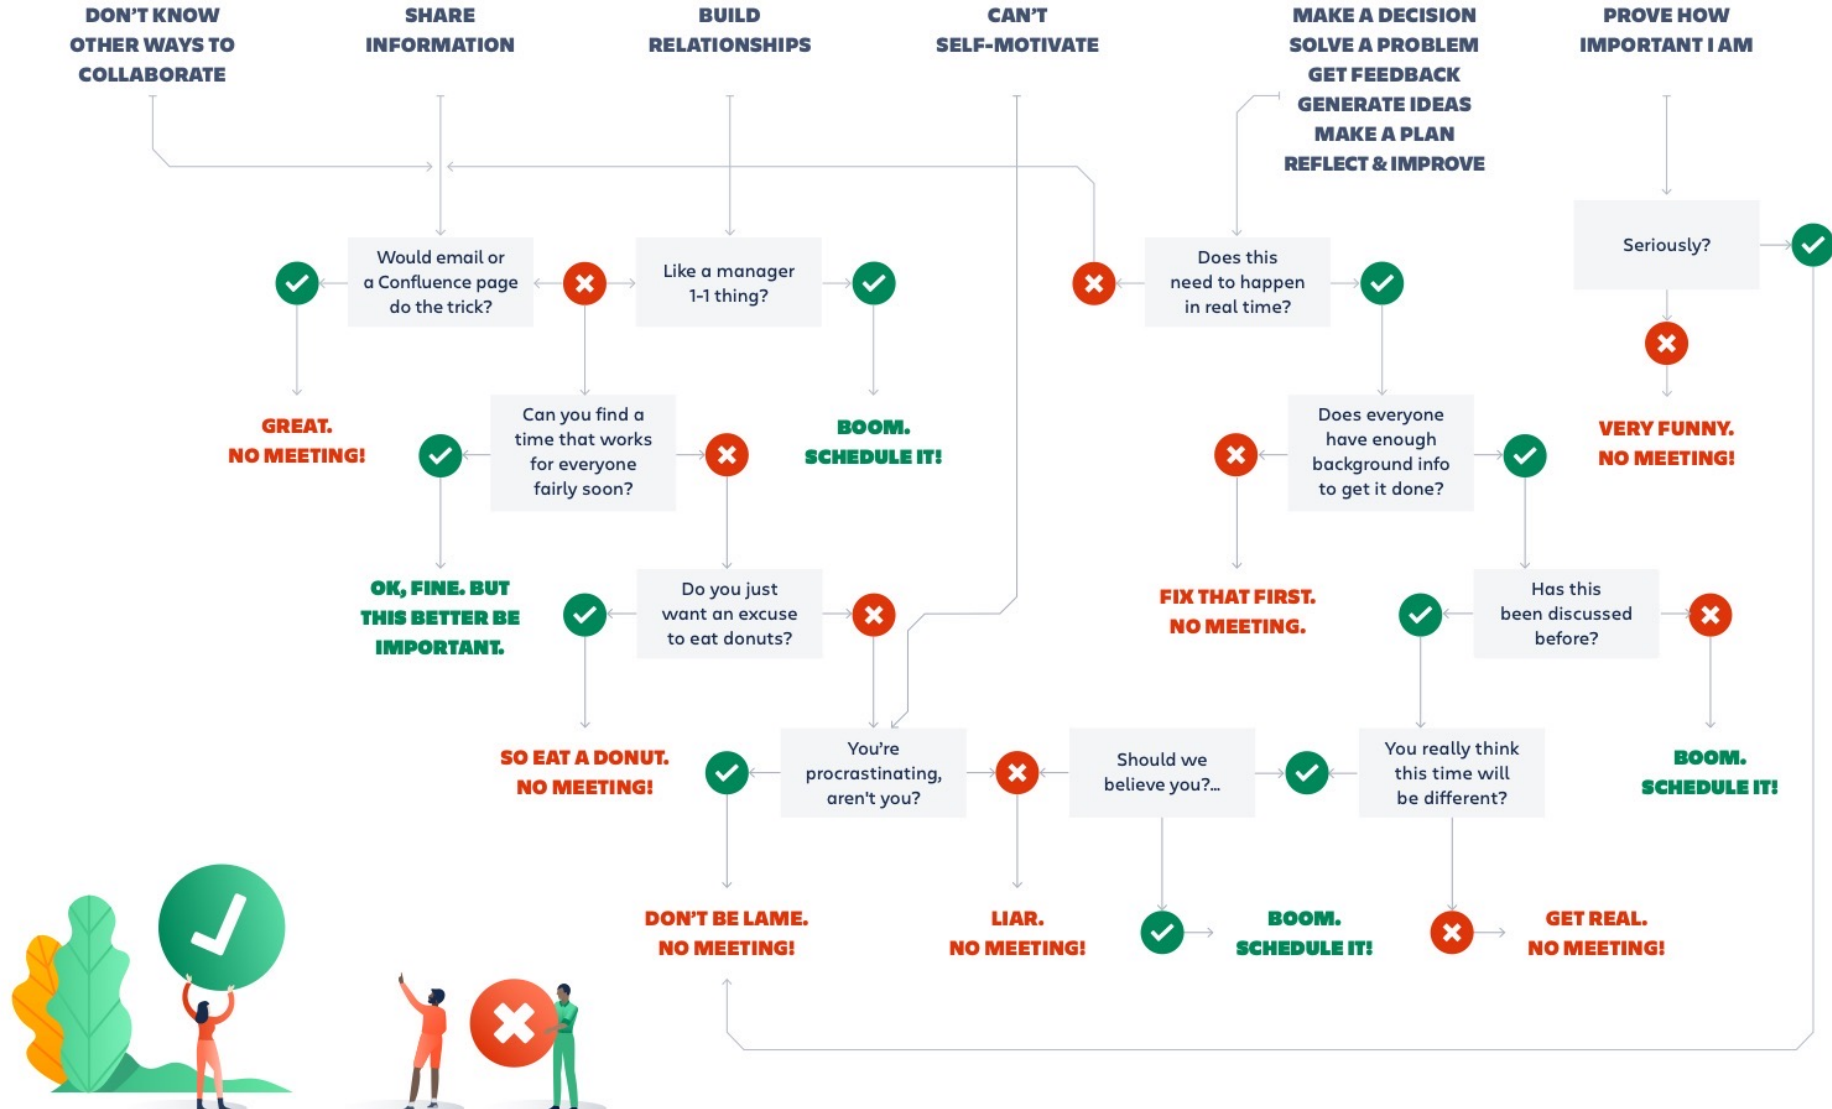 DON'T KNOW
OTHER WAYS TO
COLLABORATE
SHARE
INFORMATION
BUILD
RELATIONSHIPS
CAN'T
SELF-MOTIVATE
MAKE A DECISION
SOLVE A PROBLEM
GET FEEDBACK
GENERATE IDEAS
MAKE A PLAN
REFLECT & IMPROVE
PROVE HOW
IMPORTANT I AM
Would email or
a Confluence page
do the trick?
Like a manager
1-1 thing?
Does this
need to happen
in real time?
Seriously?
GREAT.
NO MEETING!
Can you find a
time that works
for everyone
fairly soon?
BOOM.
SCHEDULE IT!
Does everyone
have enough
background info
to get it done?
VERY FUNNY.
NO MEETING!
OK, FINE. BUT
THIS BETTER BE
IMPORTANT.
Do you just
want an excuse
to eat donuts?
FIX THAT FIRST.
NO MEETING.
Has this
been discussed
before?
SO EAT A DONUT.
NO MEETING!
You're
procrastinating,
aren't you?
Should we
believe you?...
You really think
this time will
be different?
BOOM.
SCHEDULE IT!
DON'T BE LAME.
NO MEETING!
LIAR.
NO MEETING!
BOOM.
SCHEDULE IT!
GET REAL.
NO MEETING!